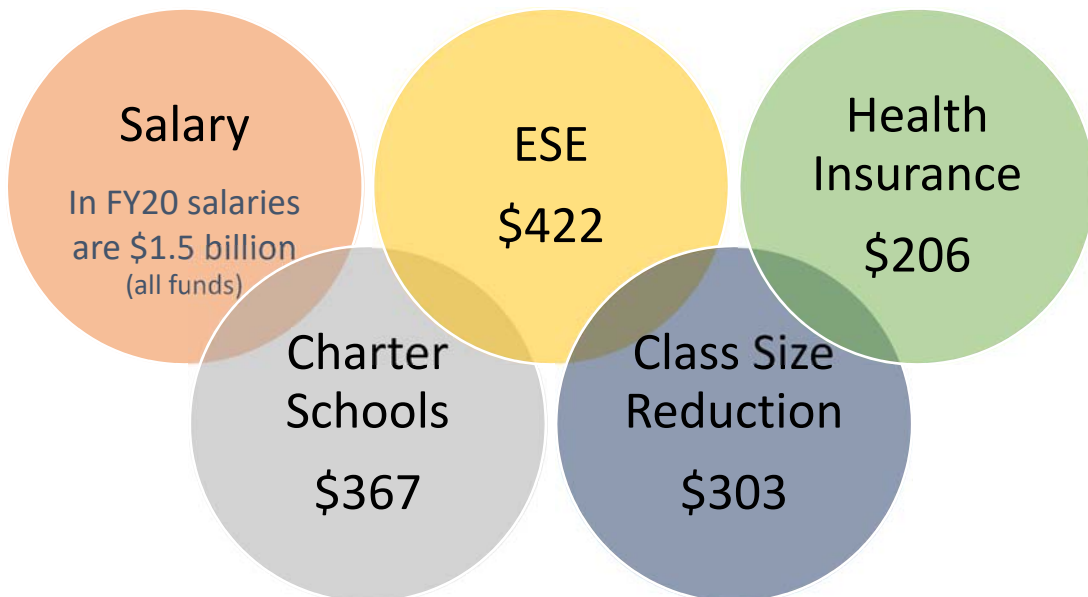 Salary
In FY20 salaries
are $1.5 billion
(all funds)
ESE
$422
Health
Insurance
$206
Charter
Schools
$367
Class Size
Reduction
$303